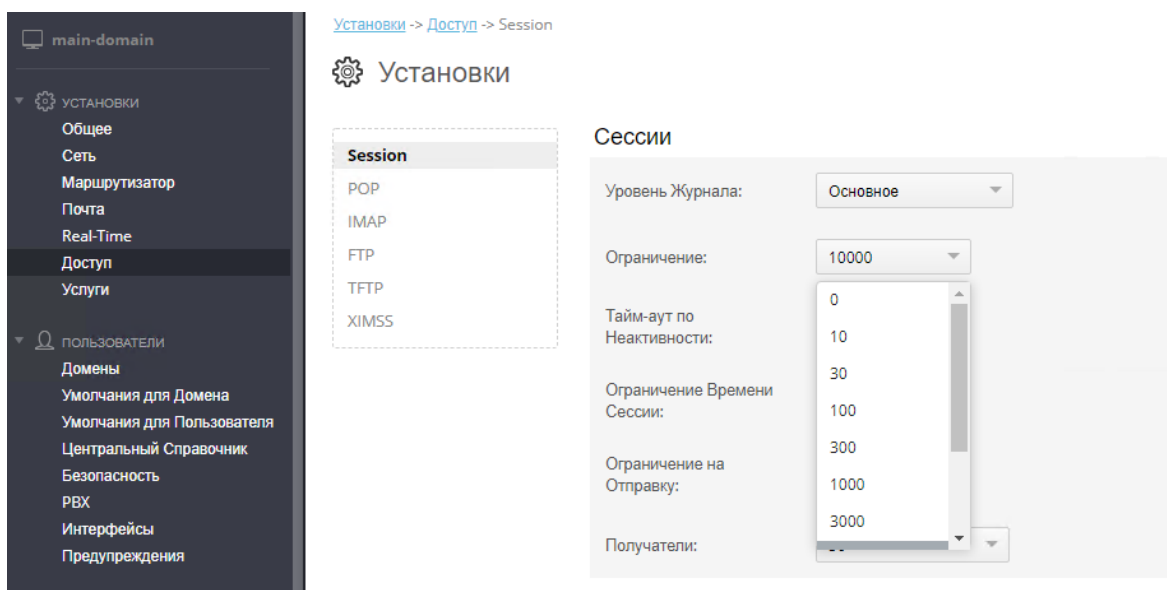 main-domain
УСТАНОВКИ
Общее
Сеть
Маршрутизатор
Почта
Real-Time
Доступ
Услуги
ПОЛЬЗОВАТЕЛИ
Домены
Умолчания для Домена
Умолчания для Пользователя
Центральный Справочник
Безопасность
PBX
Интерфейсы
Предупреждения
Установки -> Доступ -> Session
Установки
Session
POP
IMAP
FTP
TFTP
XIMSS
Сессии
Уровень Журнала: Основное
Ограничение: 10000
0
10
30
100
300
1000
3000
Тайм-аут по
Неактивности:
Ограничение Времени
Сессии:
Ограничение на
Отправку:
Получатели: